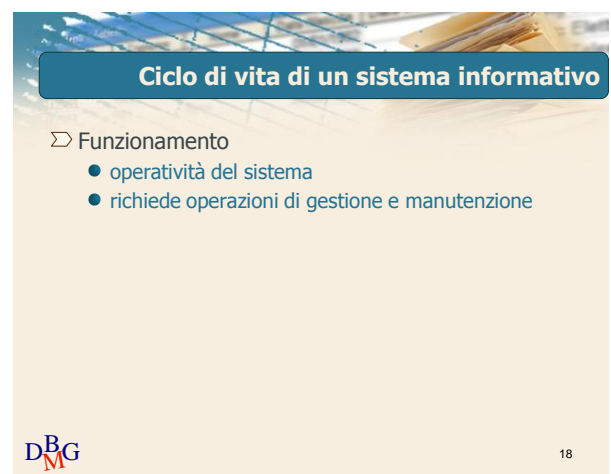 Ciclo di vita di un sistema informativo
Funzionamento
operatività del sistema
richiede operazioni di gestione e manutenzione
DBMG
18